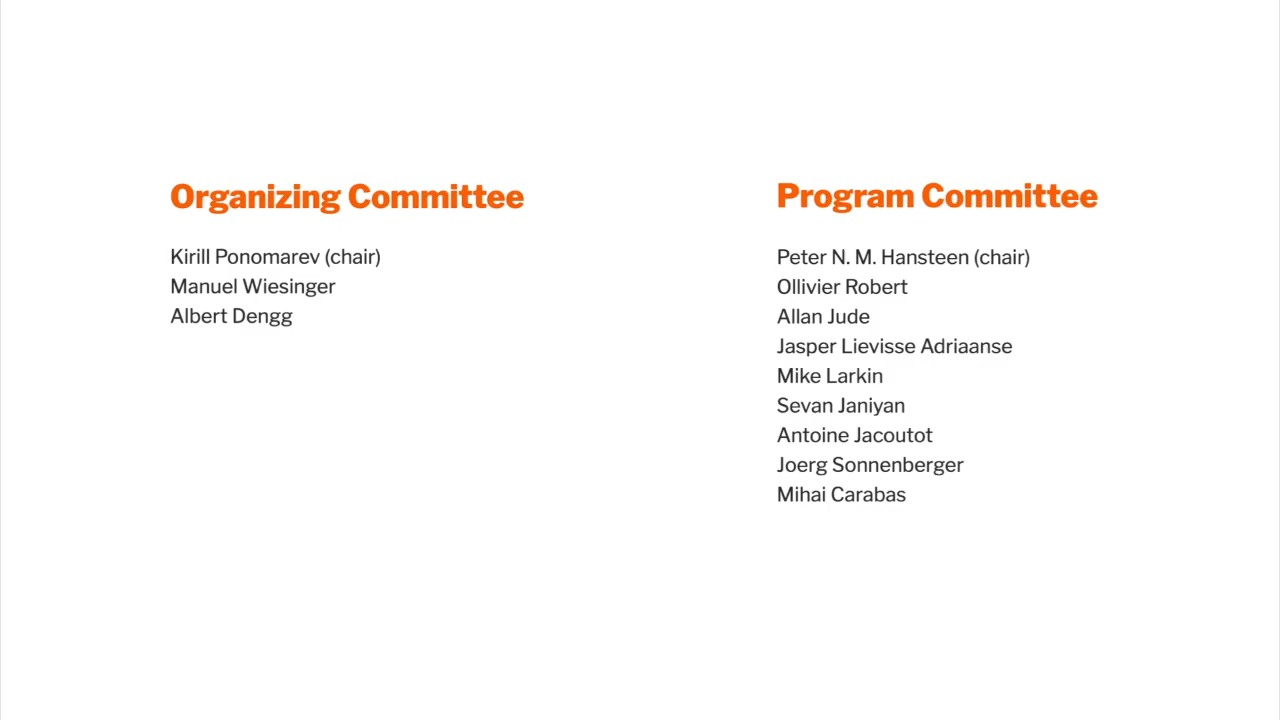 Organizing Committee
Kirill Ponomarev (chair)
Manuel Wiesinger
Albert Dengg
Program Committee
Peter N. M. Hansteen (chair)
Ollivier Robert
Allan Jude
Jasper Lievisse Adriaanse
Mike Larkin
Sevan Janiyan
Antoine Jacoutot
Joerg Sonnenberger
Mihai Carabas